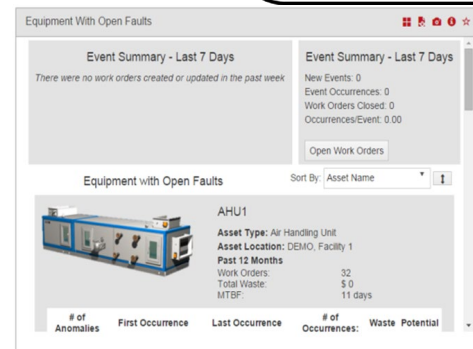 Equipment With Open Faults
Event Summary - Last 7 Days
There were no work orders created or updated in the past week
Event Summary - Last 7 Days
New Events: 0
Event Occurrences: 0
Work Orders Closed: 0
Occurrences/Event: 0.00
Open Work Orders
Equipment with Open Faults
Sort By: Asset Name
AHU1
Asset Type: Air Handling Unit
Asset Location: DEMO, Facility 1
Past 12 Months
Work Orders: 32
Total Waste: $ 0
MTBF: 11 days
# of Anomalies First Occurrence Last Occurrence # of Occurrences: Waste Potential